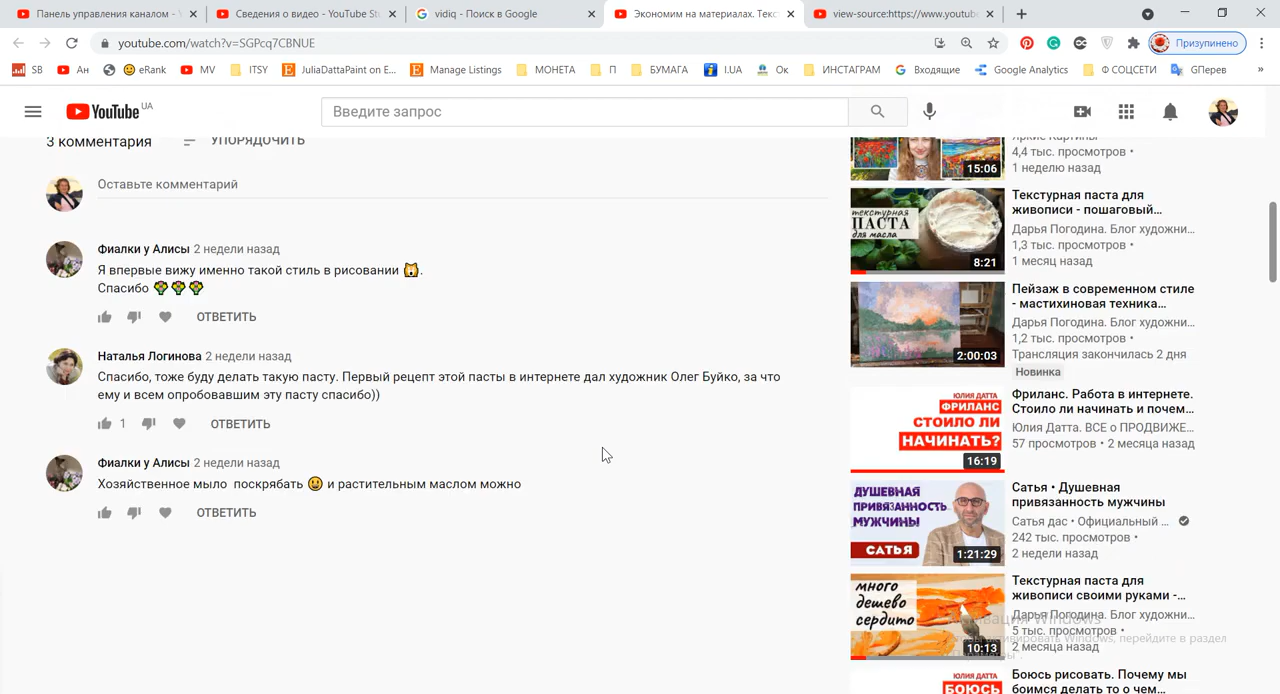 Панель управления каналом - Y
Сведения о видео - YouTube Stu
vidiq - Поиск в Google
Экономим на материалах. Текс
view-source:https://www.youtube
youtube.com/watch?v=SGPcq7CBNUE
Призупинено
SB
Ан
eRank
MV
ITSY
JuliaDattaPaint on E...
Manage Listings
МОНЕТА
П
БУМАГА
I.UA
Ок
ИНСТАГРАМ
Входящие
Google Analytics
Ф СОЦСЕТИ
GПерев
»
YouTube UA
Введите запрос
3 комментария
УПОРЯДОЧИТЬ
Оставьте комментарий
Фиалки у Алисы 2 недели назад
Я впервые вижу именно такой стиль в рисовании 🐱.
Спасибо 💐💐💐
ОТВЕТИТЬ
Наталья Логинова 2 недели назад
Спасибо, тоже буду делать такую пасту. Первый рецепт этой пасты в интернете дал художник Олег Буйко, за что
ему и всем опробовавшим эту пасту спасибо))
1
ОТВЕТИТЬ
Фиалки у Алисы 2 недели назад
Хозяйственное мыло поскрябать 😃 и растительным маслом можно
ОТВЕТИТЬ
15:06
Яркие Картины
4,4 тыс. просмотров •
1 неделю назад
текстурная
ПАСТА
для масла
8:21
Текстурная паста для
живописи - пошаговый...
Дарья Погодина. Блог художни...
1,3 тыс. просмотров •
1 месяц назад
2:00:03
Пейзаж в современном стиле
- мастихиновая техника...
Дарья Погодина. Блог художни...
1,2 тыс. просмотров •
Трансляция закончилась 2 дня
Новинка
ЮЛИЯ ДАТТА
ФРИЛАНС
СТОИЛО ЛИ
НАЧИНАТЬ?
16:19
Фриланс. Работа в интернете.
Стоило ли начинать и почем...
Юлия Датта. ВСЕ о ПРОДВИЖЕ...
57 просмотров • 2 месяца назад
ДУШЕВНАЯ
ПРИВЯЗАННОСТЬ
МУЖЧИНЫ
САТЬЯ
1:21:29
Сатья • Душевная
привязанность мужчины
Сатья дас • Официальный ...
242 тыс. просмотров •
2 недели назад
много
дешево
сердито
10:13
Текстурная паста для
живописи своими руками -...
Дарья Погодина. Блог художни...
5 тыс. просмотров •
2 месяца назад
ЮЛИЯ ДАТТА
БОЮСЬ
Боюсь рисовать. Почему мы
боимся делать то о чем...